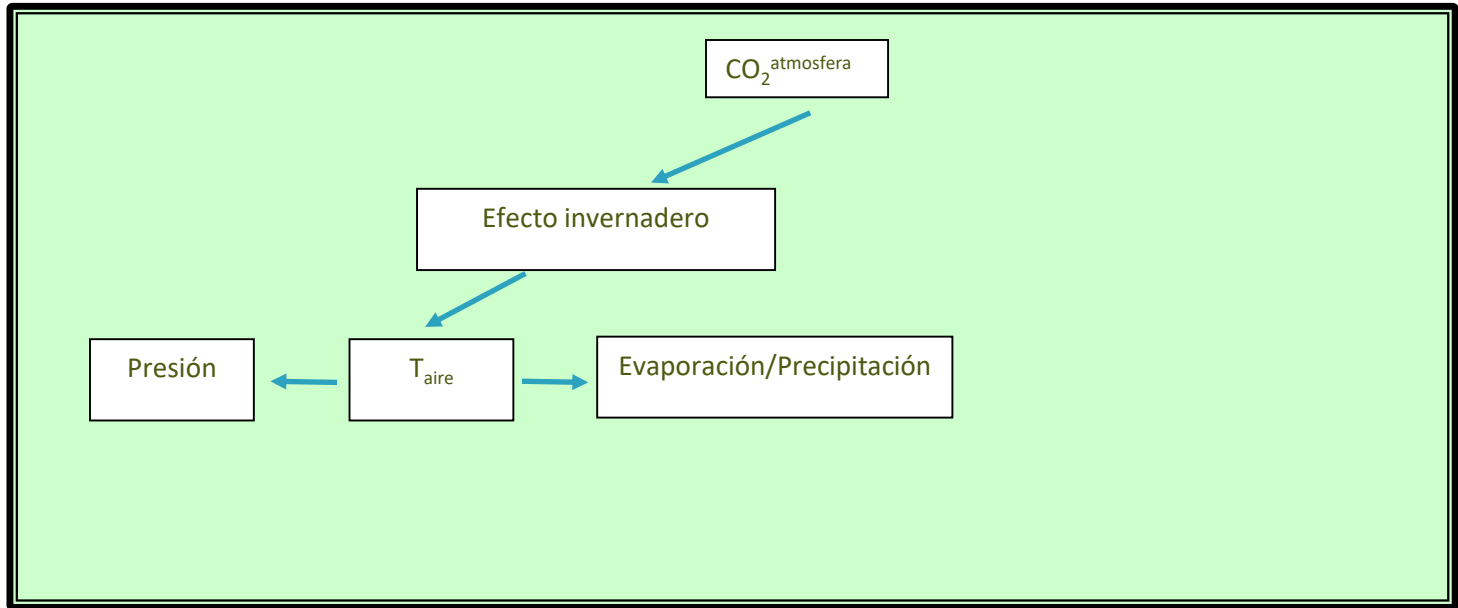 CO₂ᵃᵗᵐᵒˢᶠᵉʳᵃ
Efecto invernadero
Presión
Tₐᵢᵣₑ
Evaporación/Precipitación